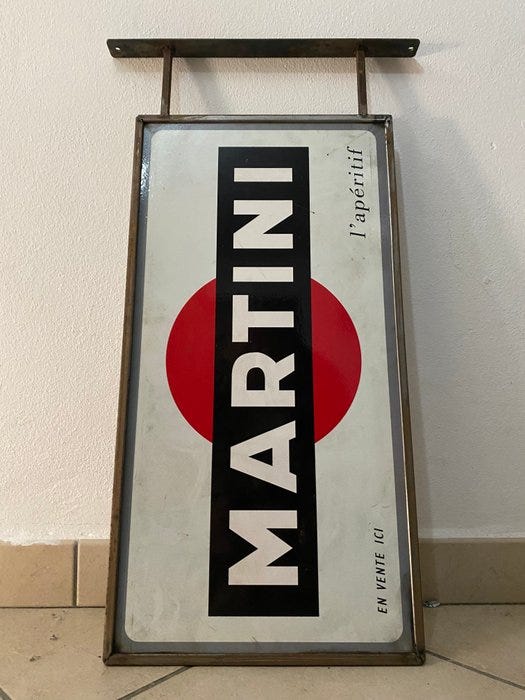 l'apéritif
MARTINI
EN VENTE ICI